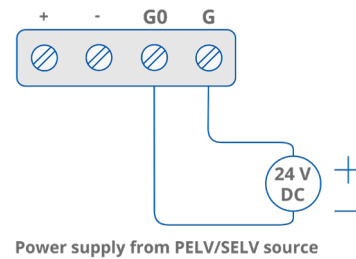 + - G0 G
24 V
DC
+
-
Power supply from PELV/SELV source